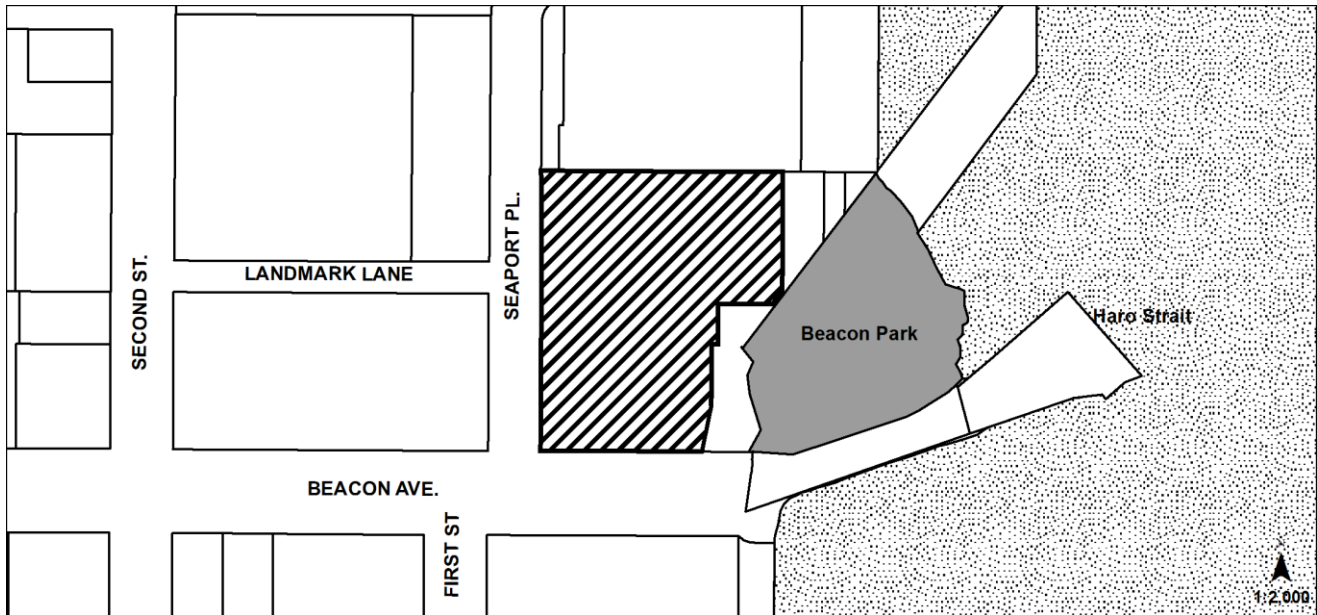 SEAPORT PL.
LANDMARK LANE
SECOND ST.
Haro Strait
Beacon Park
BEACON AVE.
FIRST ST
1:2,000